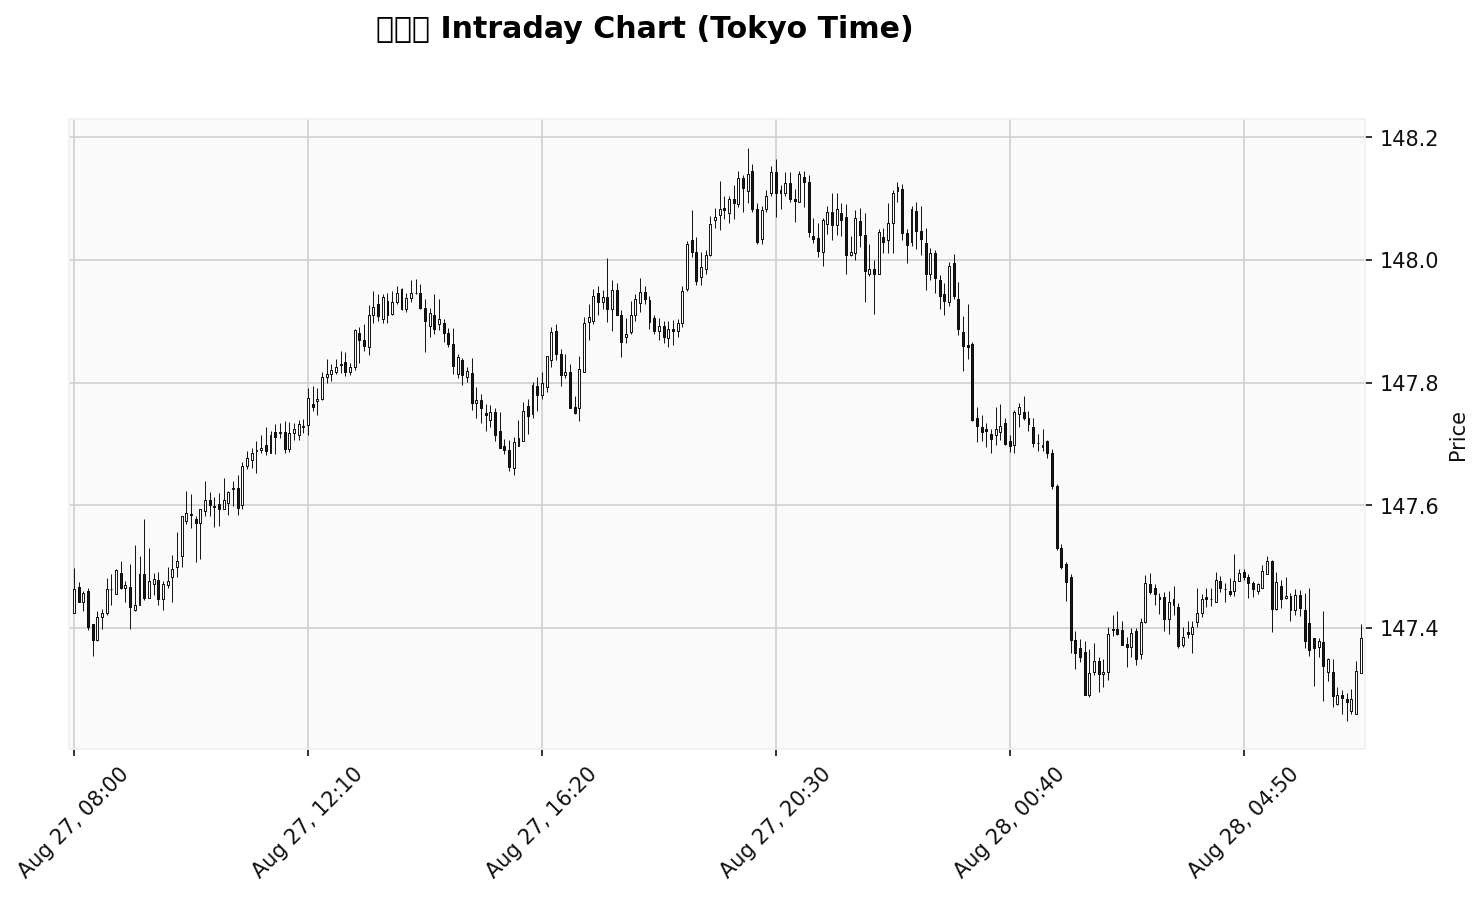 Intraday Chart (Tokyo Time)
148.2
148.0
147.8
147.6
147.4
Price
Aug 27, 08:00
Aug 27, 12:10
Aug 27, 16:20
Aug 27, 20:30
Aug 28, 00:40
Aug 28, 04:50